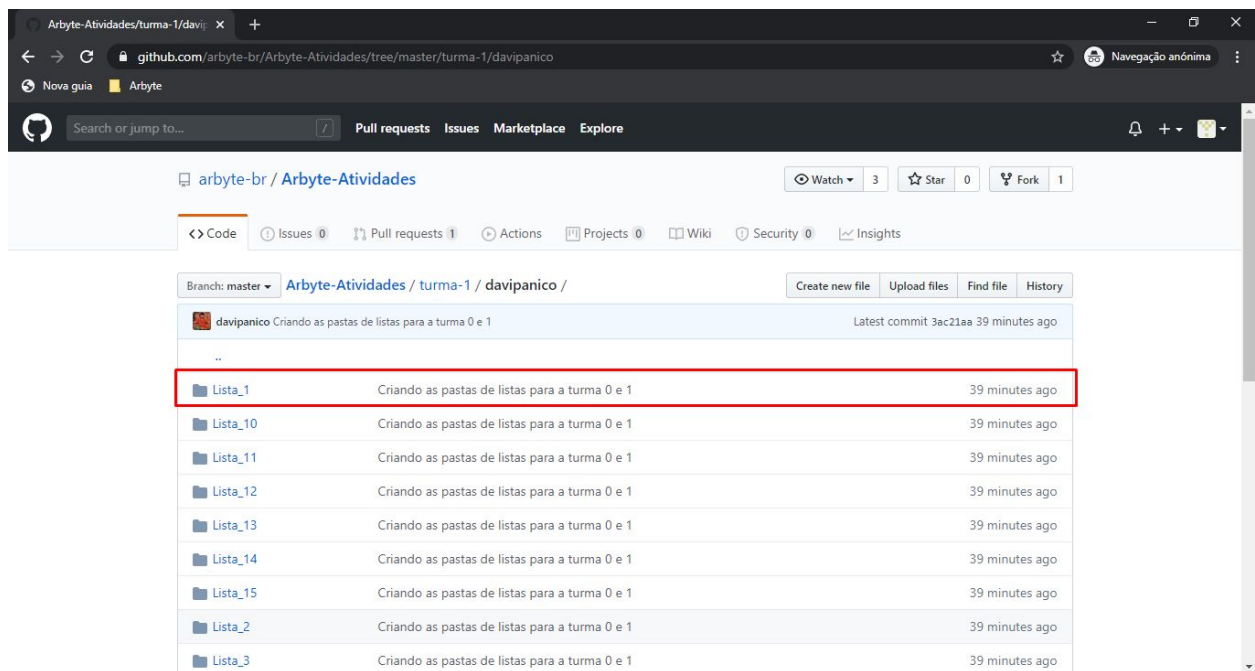 Arbyte-Atividades/turma-1/davip
github.com/arbyte-br/Arbyte-Atividades/tree/master/turma-1/davipanico
Navegação anónima
Nova guia Arbyte
Search or jump to... / Pull requests Issues Marketplace Explore
arbyte-br / Arbyte-Atividades
Watch 3 Star 0 Fork 1
Code Issues 0 Pull requests 1 Actions Projects 0 Wiki Security 0 Insights
Branch: master Arbyte-Atividades / turma-1 / davipanico /
Create new file Upload files Find file History
davipanico Criando as pastas de listas para a turma 0 e 1 Latest commit 3ac21aa 39 minutes ago
..
Lista_1 Criando as pastas de listas para a turma 0 e 1 39 minutes ago
Lista_10 Criando as pastas de listas para a turma 0 e 1 39 minutes ago
Lista_11 Criando as pastas de listas para a turma 0 e 1 39 minutes ago
Lista_12 Criando as pastas de listas para a turma 0 e 1 39 minutes ago
Lista_13 Criando as pastas de listas para a turma 0 e 1 39 minutes ago
Lista_14 Criando as pastas de listas para a turma 0 e 1 39 minutes ago
Lista_15 Criando as pastas de listas para a turma 0 e 1 39 minutes ago
Lista_2 Criando as pastas de listas para a turma 0 e 1 39 minutes ago
Lista_3 Criando as pastas de listas para a turma 0 e 1 39 minutes ago